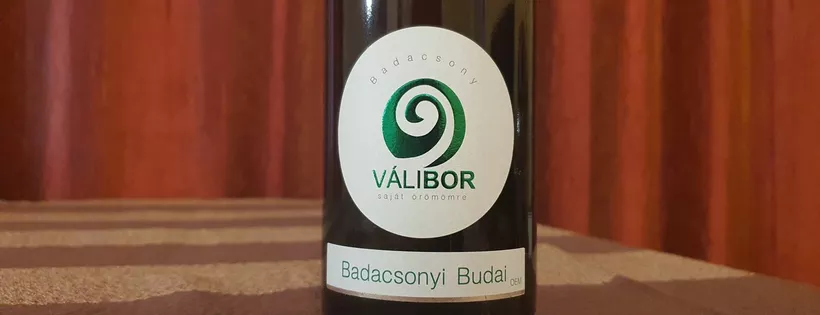 Badacsony
VÁLIBOR
saját örömömre
Badacsonyi Budai
OEM